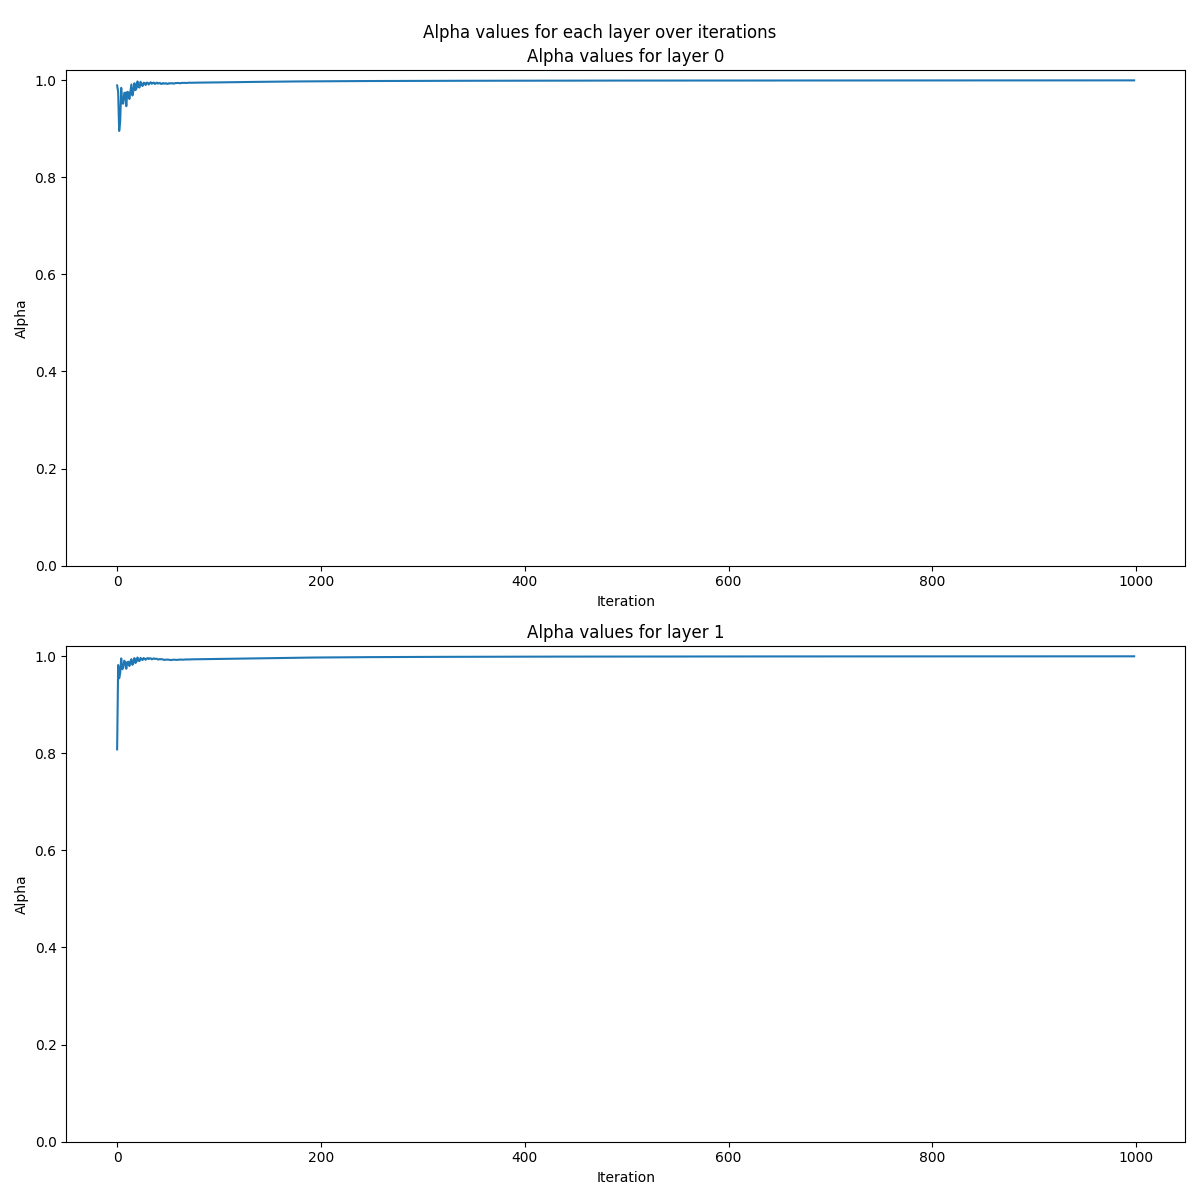 Alpha values for each layer over iterations
Alpha values for layer 0
1.0
0.8
0.6
0.4
0.2
0.0
Alpha
0 200 400 600 800 1000
Iteration
Alpha values for layer 1
1.0
0.8
0.6
0.4
0.2
0.0
Alpha
0 200 400 600 800 1000
Iteration